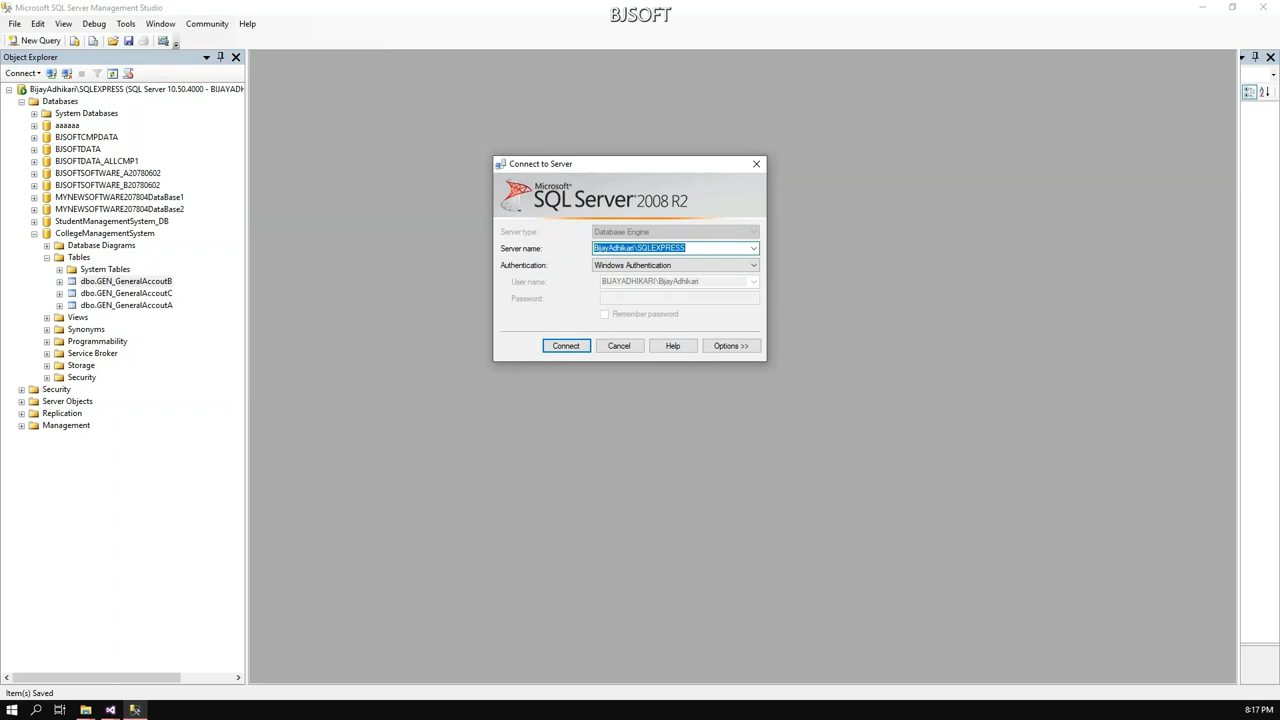 Microsoft SQL Server Management Studio
BJSOFT
File Edit View Debug Tools Window Community Help
New Query
Object Explorer
Connect
BijayAdhikari\SQLEXPRESS (SQL Server 10.50.4000 - BIJAYADH
Databases
System Databases
aaaaaa
BJSOFTCMPDATA
BJSOFTDATA
BJSOFTDATA_ALLCMP1
BJSOFTSOFTWARE_A20780602
BJSOFTSOFTWARE_B20780602
MYNEWSOFTWARE207804DataBase1
MYNEWSOFTWARE207804DataBase2
StudentManagementSystem_DB
CollegeManagementSystem
Database Diagrams
Tables
System Tables
dbo.GEN_GeneralAccoutB
dbo.GEN_GeneralAccoutC
dbo.GEN_GeneralAccoutA
Views
Synonyms
Programmability
Service Broker
Storage
Security
Security
Server Objects
Replication
Management
Connect to Server
Microsoft
SQL Server 2008 R2
Server type: Database Engine
Server name: BijayAdhikari\SQLEXPRESS
Authentication: Windows Authentication
User name: BIJAYADHIKARI\BijayAdhikari
Password:
Remember password
Connect Cancel Help Options >>
Item(s) Saved
8:17 PM